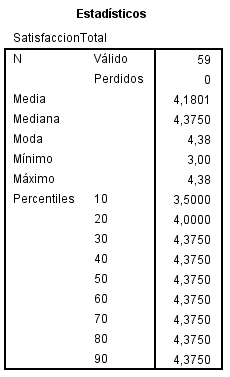 Estadísticos
SatisfaccionTotal
N Válido 59
Perdidos 0
Media 4,1801
Mediana 4,3750
Moda 4,38
Mínimo 3,00
Máximo 4,38
Percentiles 10 3,5000
20 4,0000
30 4,3750
40 4,3750
50 4,3750
60 4,3750
70 4,3750
80 4,3750
90 4,3750